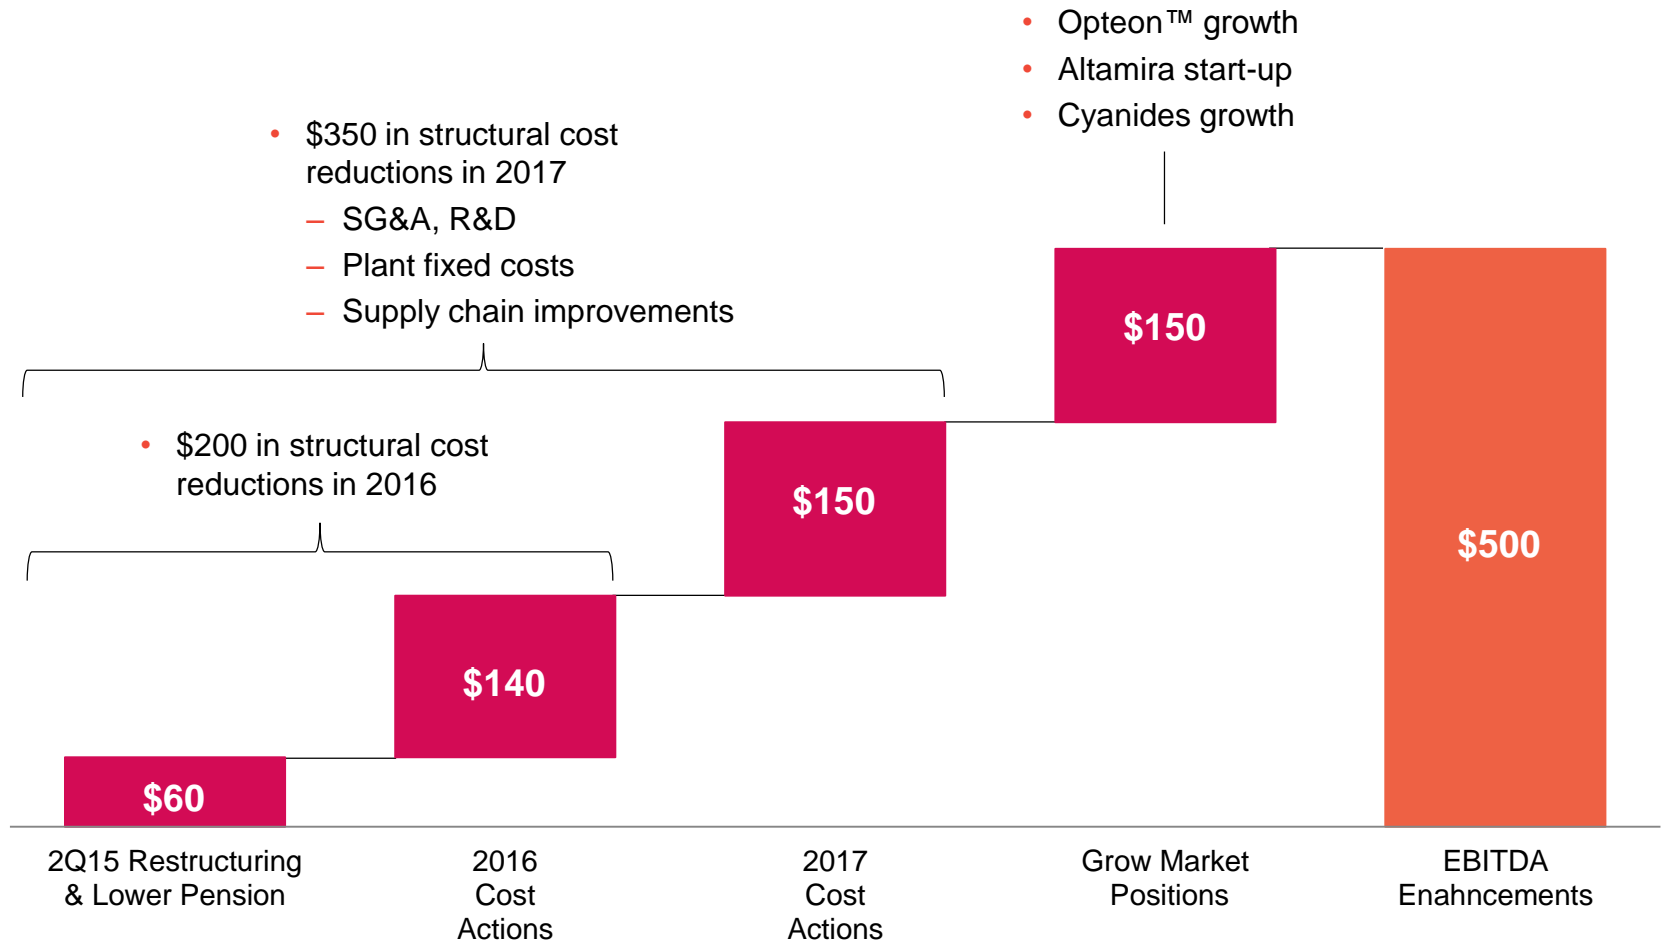 • Opteon™ growth
• Altamira start-up
• Cyanides growth
• $350 in structural cost
reductions in 2017
– SG&A, R&D
– Plant fixed costs
– Supply chain improvements
• $200 in structural cost
reductions in 2016
$60
$140
$150
$150
$500
2Q15 Restructuring
& Lower Pension
2016
Cost
Actions
2017
Cost
Actions
Grow Market
Positions
EBITDA
Enahncements